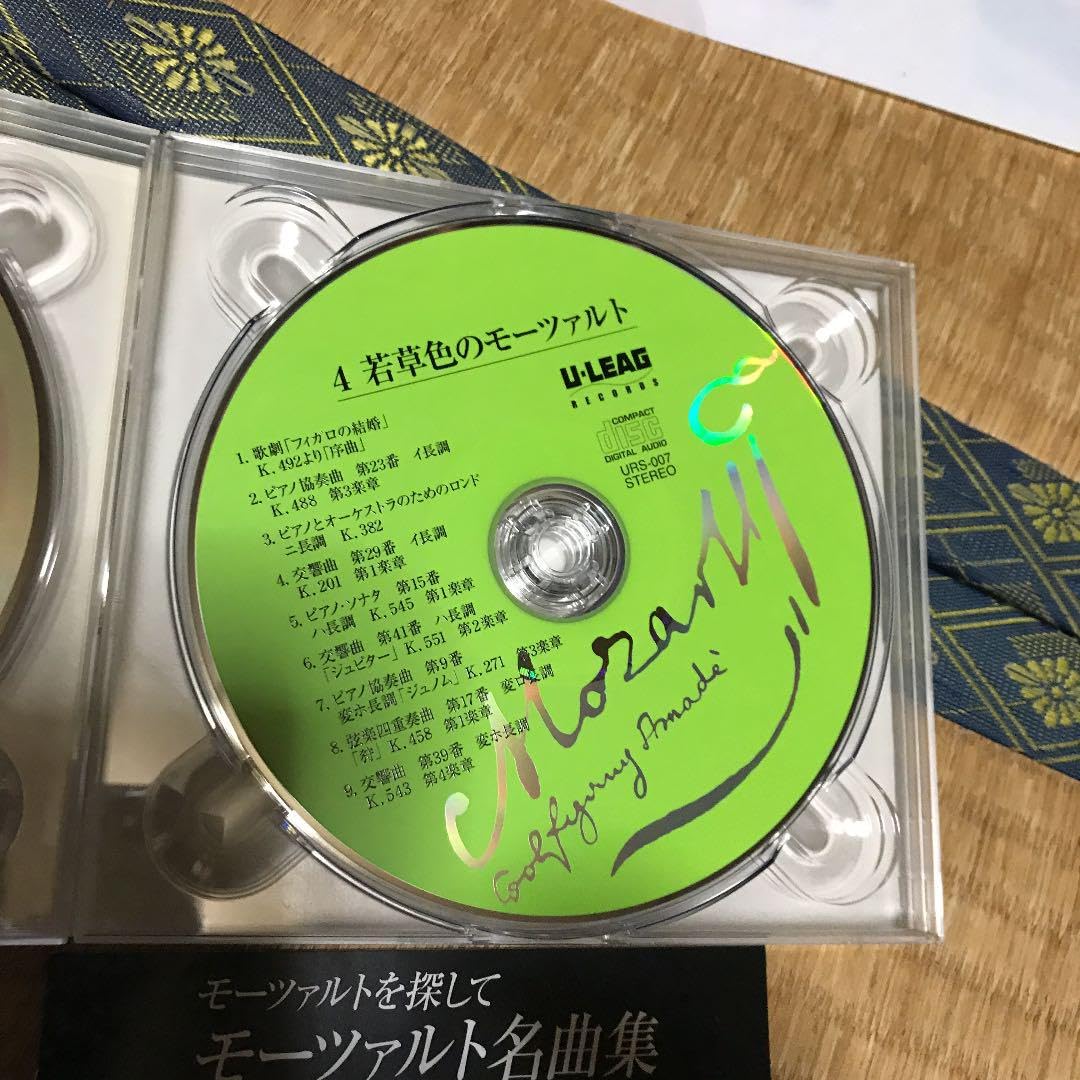 4 若草色のモーツァルト
U·LEAG
RECORDS
COMPACT
disc
DIGITAL AUDIO
URS-007
STEREO
1. 歌劇「フィガロの結婚」
K. 492より「序曲」
2. ピアノ協奏曲 第23番 イ長調
K. 488 第3楽章
3. ピアノとオーケストラのためのロンド
ニ長調 K. 382
4. 交響曲 第29番 イ長調
K. 201 第1楽章
5. ピアノ・ソナタ 第15番
ハ長調 K. 545 第1楽章
6. 交響曲 第41番 ハ長調
「ジュピター」K. 551 第2楽章
7. ピアノ協奏曲 第9番
変ホ長調「ジュノム」K. 271 第3楽章
8. 弦楽四重奏曲 第17番 変ロ長調
「狩」K. 458 第1楽章
9. 交響曲 第39番 変ホ長調
K. 543 第4楽章
Mozart
Wolfgang Amadè
モーツァルトを探して
モーツァルト名曲集